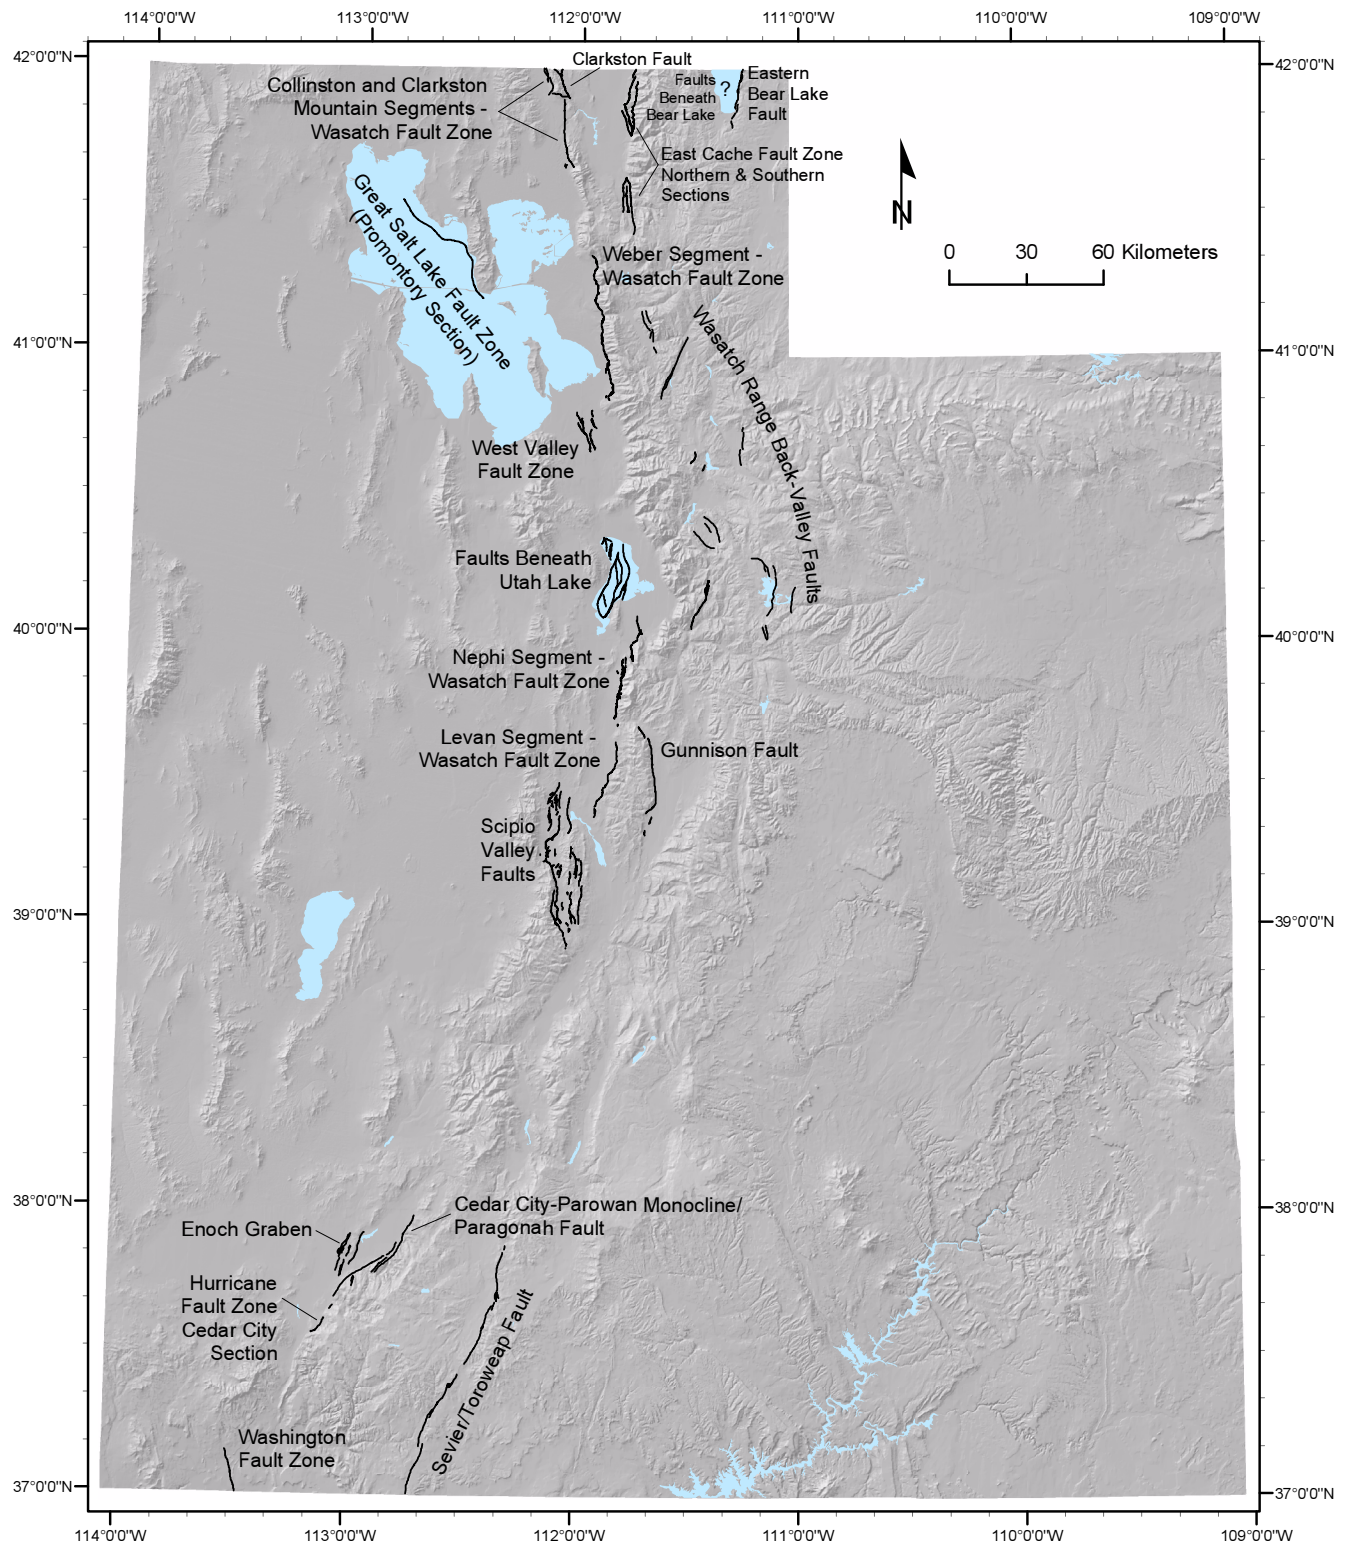 114°0'0"W
113°0'0"W
112°0'0"W
111°0'0"W
110°0'0"W
109°0'0"W
42°0'0"N
42°0'0"N
Clarkston Fault
Collinston and Clarkston
Mountain Segments -
Wasatch Fault Zone
Faults
Beneath
Bear Lake
?
Eastern
Bear Lake
Fault
East Cache Fault Zone
Northern & Southern
Sections
N
0 30 60 Kilometers
Great Salt Lake Fault Zone
(Promontory Section)
Weber Segment -
Wasatch Fault Zone
Wasatch Range Back-Valley Faults
41°0'0"N
41°0'0"N
West Valley
Fault Zone
Faults Beneath
Utah Lake
40°0'0"N
40°0'0"N
Nephi Segment -
Wasatch Fault Zone
Levan Segment -
Wasatch Fault Zone
Gunnison Fault
Scipio
Valley
Faults
39°0'0"N
39°0'0"N
38°0'0"N
38°0'0"N
Cedar City-Parowan Monocline/
Paragonah Fault
Enoch Graben
Hurricane
Fault Zone
Cedar City
Section
Sevier/Toroweap Fault
Washington
Fault Zone
37°0'0"N
37°0'0"N
114°0'0"W
113°0'0"W
112°0'0"W
111°0'0"W
110°0'0"W
109°0'0"W